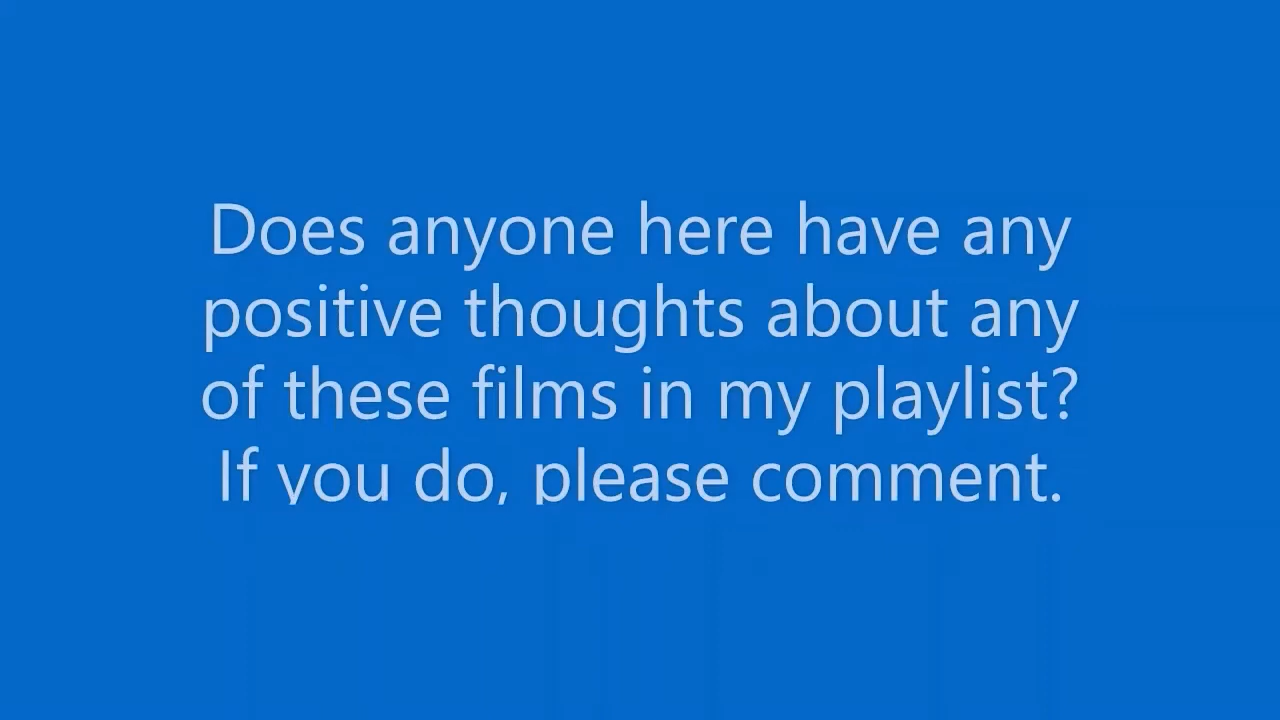 Does anyone here have any
positive thoughts about any
of these films in my playlist?
If you do, please comment.